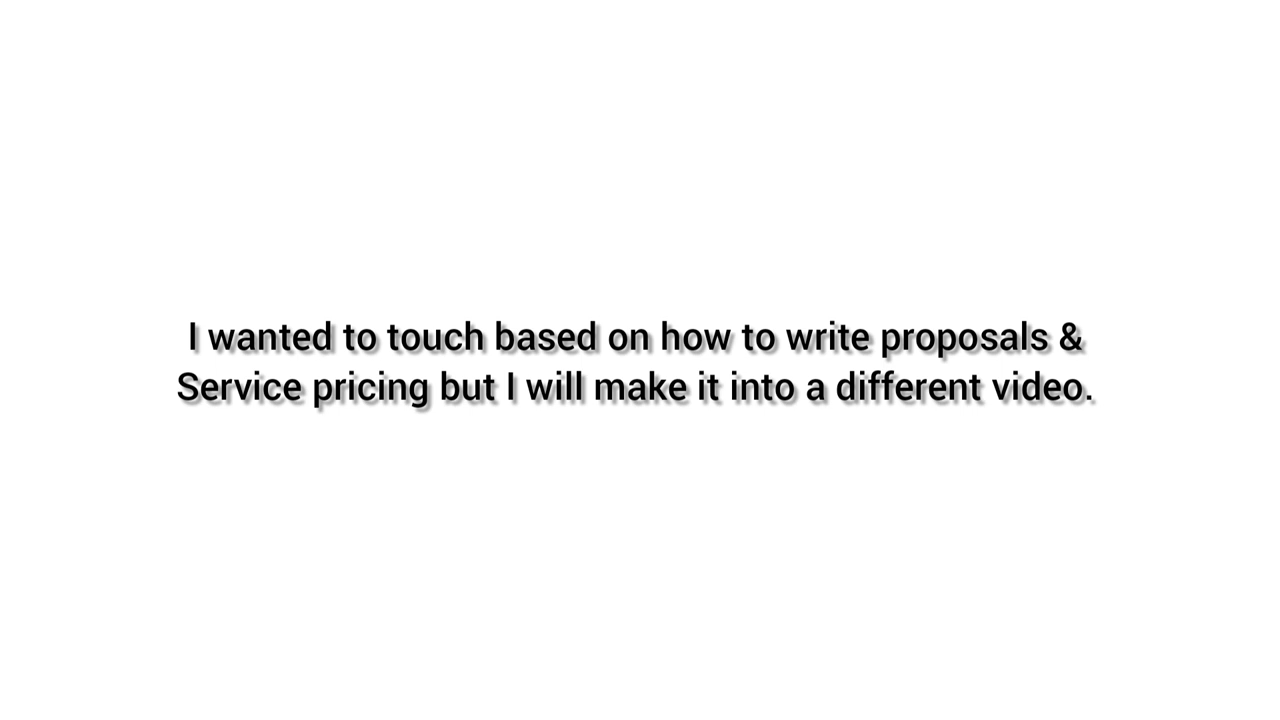 I wanted to touch based on how to write proposals &
Service pricing but I will make it into a different video.